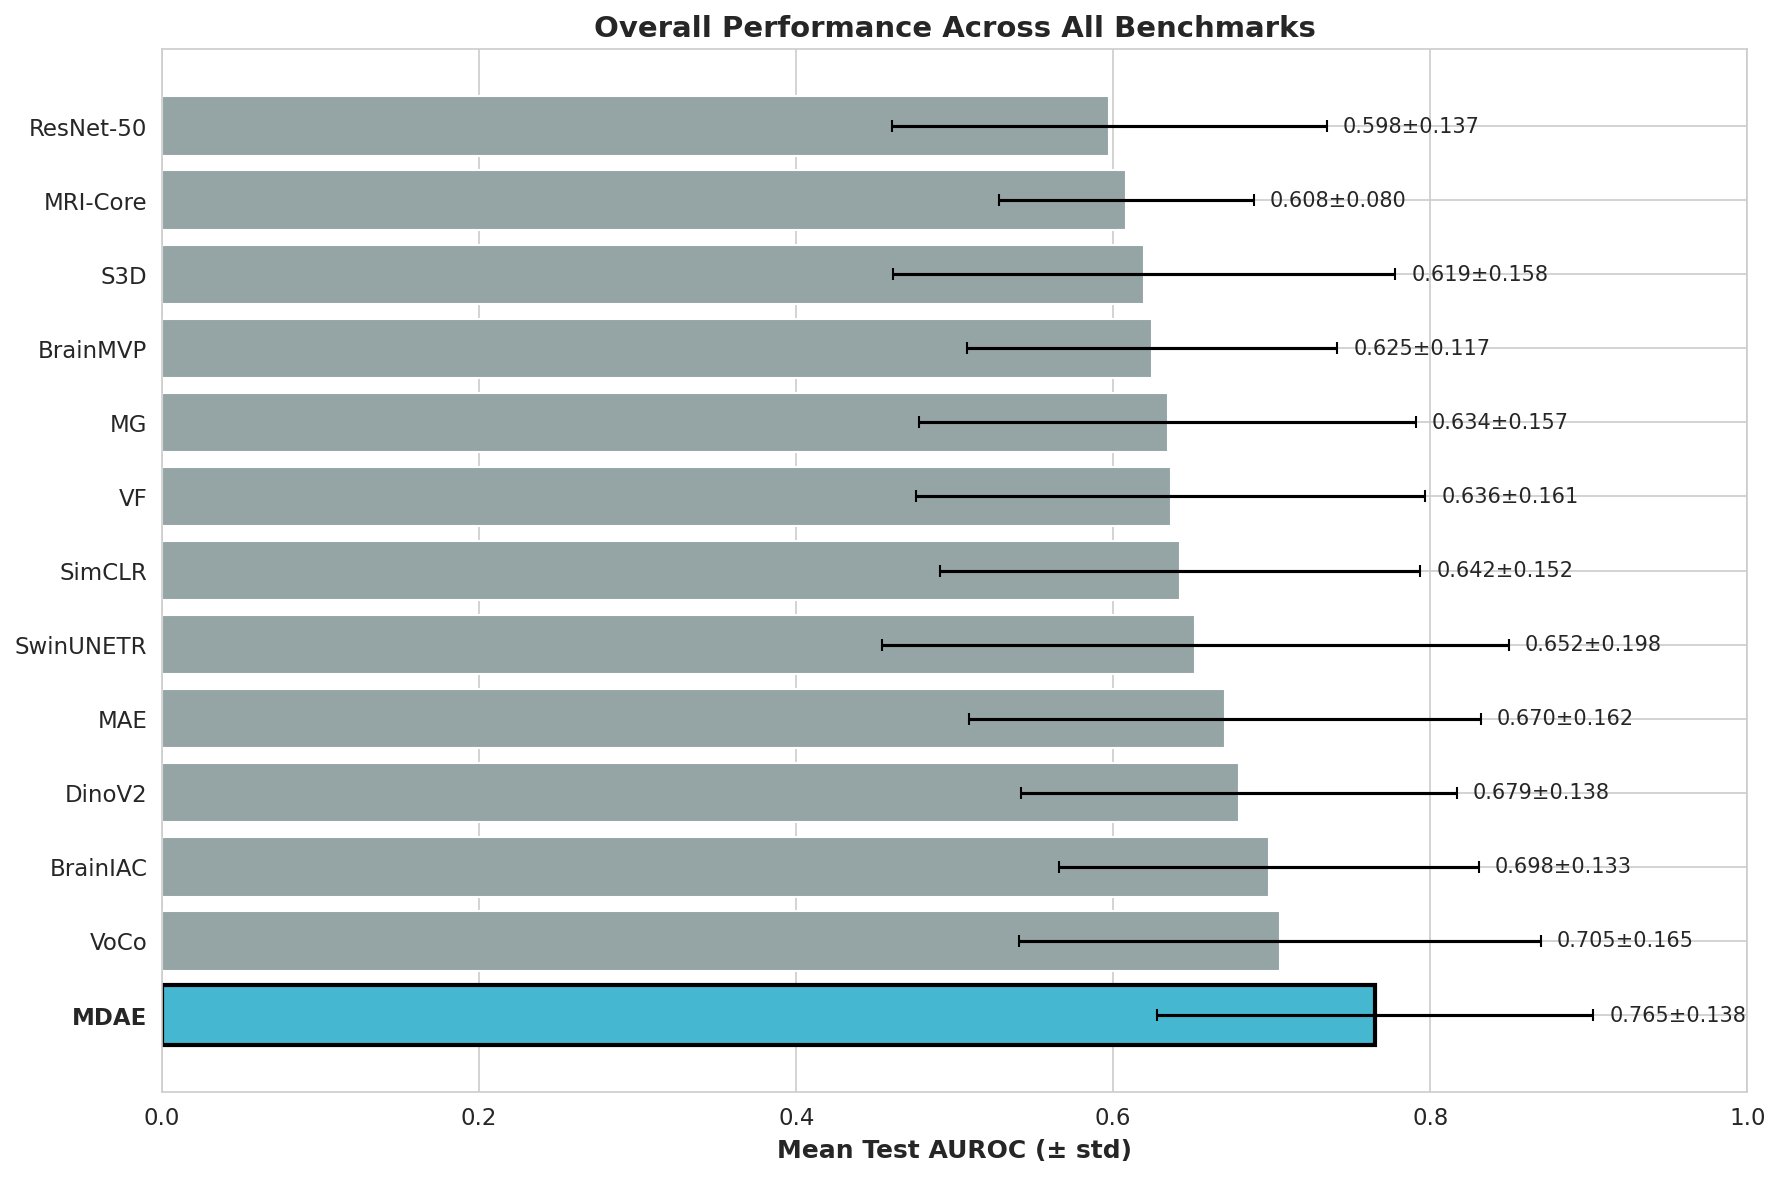 Overall Performance Across All Benchmarks
ResNet-50 0.598±0.137
MRI-Core 0.608±0.080
S3D 0.619±0.158
BrainMVP 0.625±0.117
MG 0.634±0.157
VF 0.636±0.161
SimCLR 0.642±0.152
SwinUNETR 0.652±0.198
MAE 0.670±0.162
DinoV2 0.679±0.138
BrainIAC 0.698±0.133
VoCo 0.705±0.165
MDAE 0.765±0.138
0.0 0.2 0.4 0.6 0.8 1.0
Mean Test AUROC (± std)